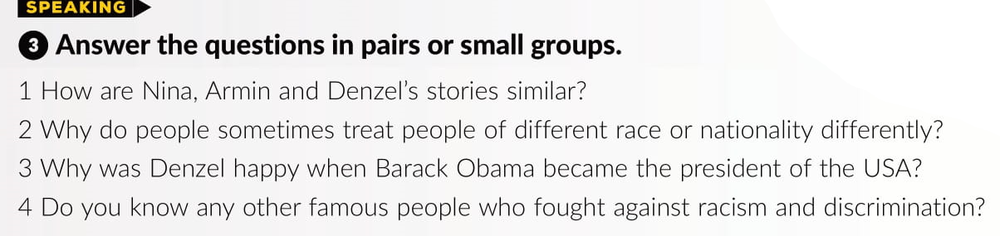 SPEAKING
3 Answer the questions in pairs or small groups.
1 How are Nina, Armin and Denzel's stories similar?
2 Why do people sometimes treat people of different race or nationality differently?
3 Why was Denzel happy when Barack Obama became the president of the USA?
4 Do you know any other famous people who fought against racism and discrimination?